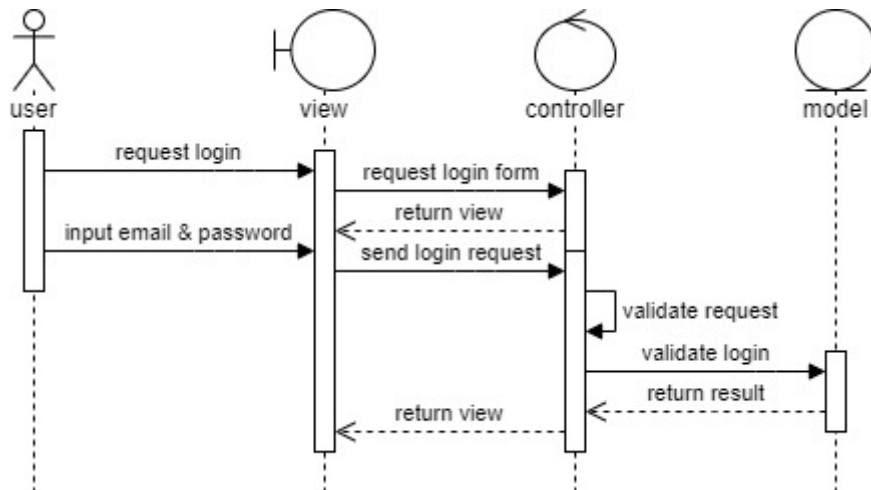 user
view
controller
model
request login
request login form
return view
input email & password
send login request
validate request
validate login
return result
return view